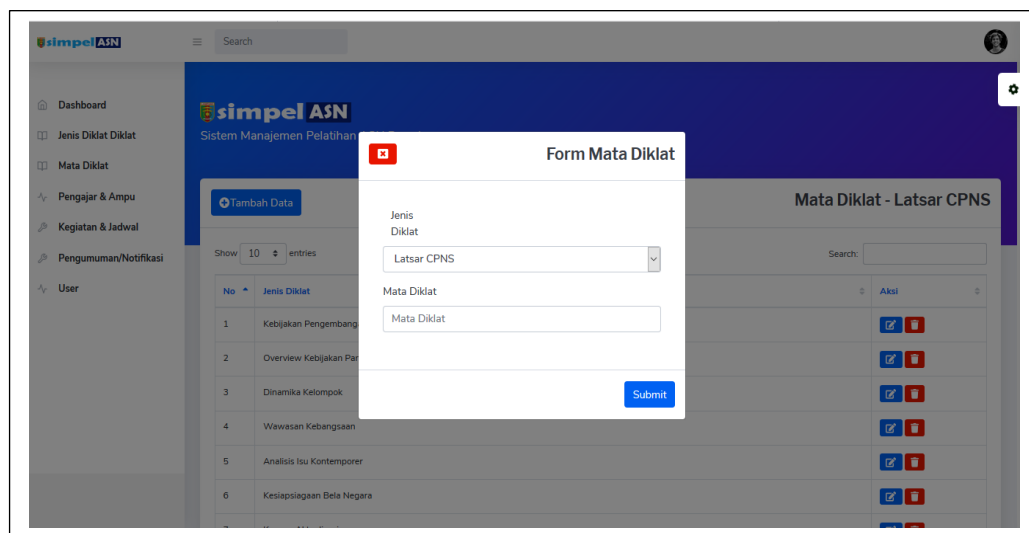 simpel ASN
Search
Dashboard
Jenis Diklat Diklat
Mata Diklat
Pengajar & Ampu
Kegiatan & Jadwal
Pengumuman/Notifikasi
User
simpel ASN
Sistem Manajemen Pelatihan
Form Mata Diklat
Tambah Data
Mata Diklat - Latsar CPNS
Jenis
Diklat
Latsar CPNS
Mata Diklat
Mata Diklat
Submit
Show 10 entries
Search:
No Jenis Diklat Aksi
1 Kebijakan Pengembang
2 Overview Kebijakan
3 Dinamika Kelompok
4 Wawasan Kebangsaan
5 Analisis Isu Kontemporer
6 Kesiapsiagaan Bela Negara